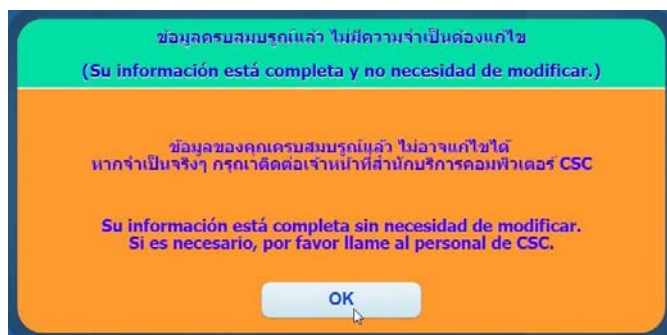 ข้อมูลครบสมบรูณ์แล้ว ไม่มีความจำเป็นต้องแก้ไข
(Su información está completa y no necesidad de modificar.)
ข้อมูลของคุณครบสมบรูณ์แล้ว ไม่อาจแก้ไขได้
หากจำเป็นจริงๆ กรุณาติดต่อเจ้าหน้าที่สำนักบริการคอมพิวเตอร์ CSC
Su información está completa sin necesidad de modificar.
Si es necesario, por favor llame al personal de CSC.
OK